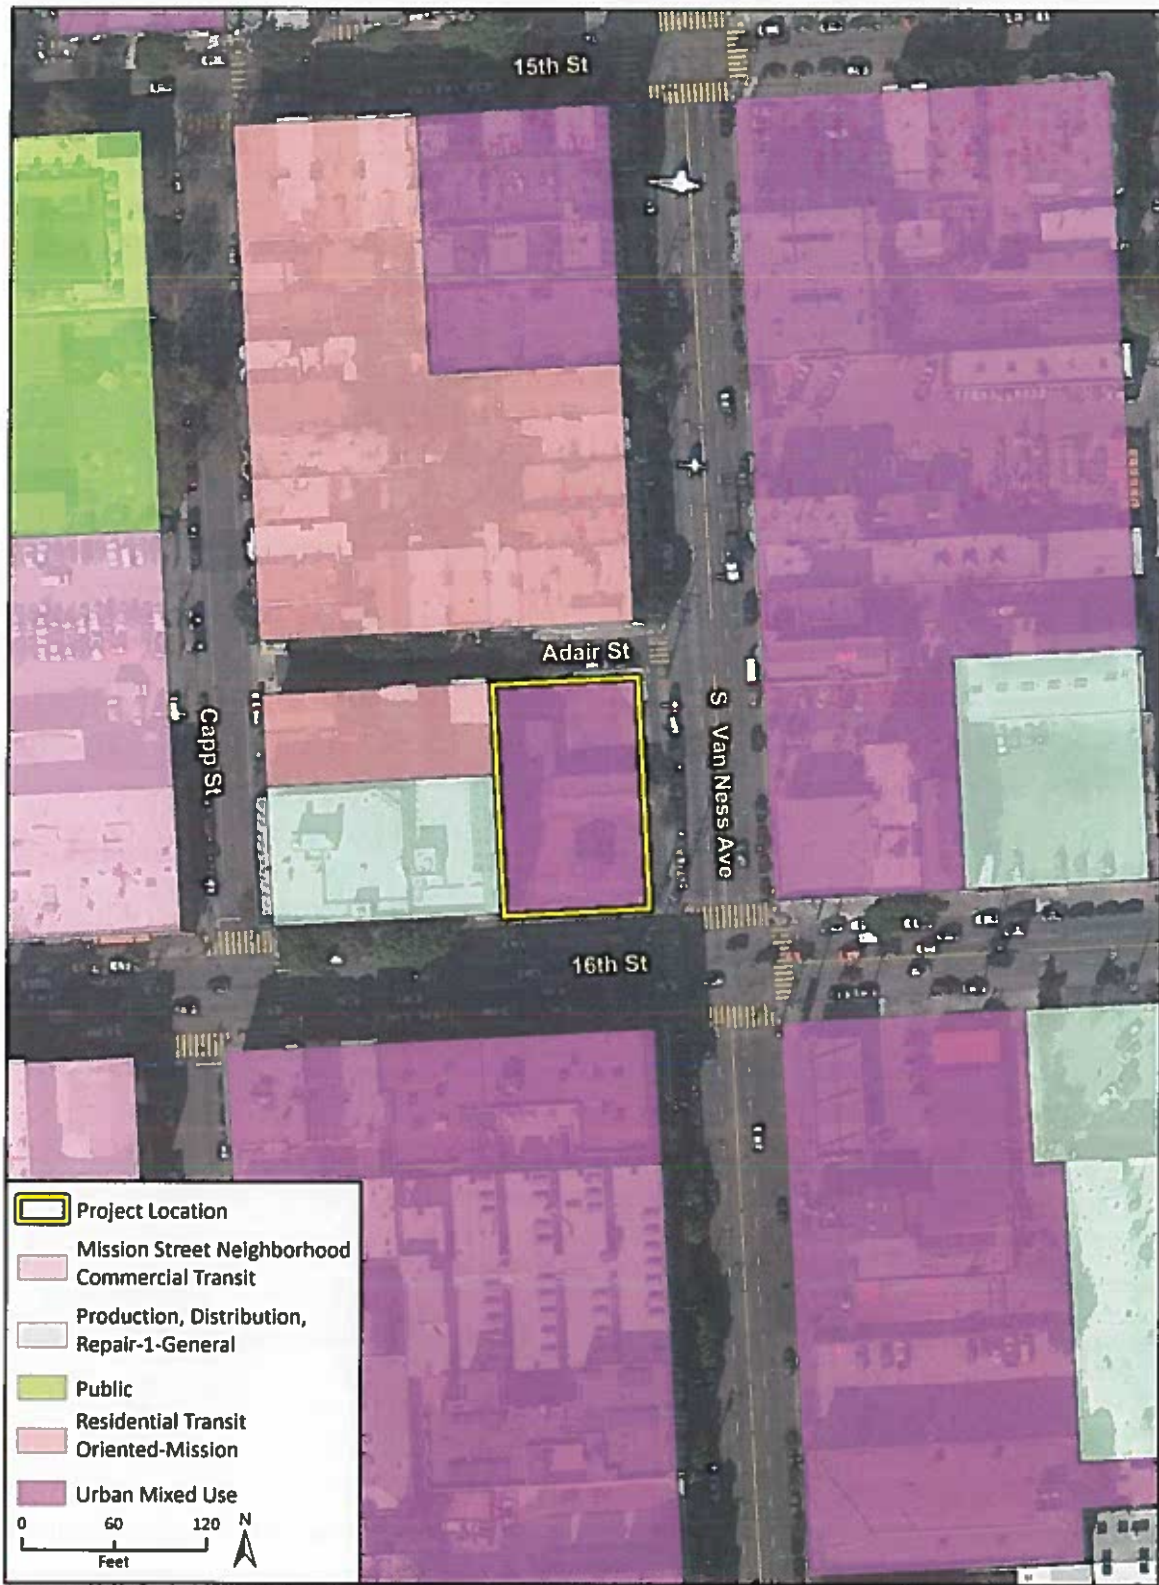 15th St
Adair St
Capp St.
S Van Ness Ave
16th St
Project Location
Mission Street Neighborhood
Commercial Transit
Production, Distribution,
Repair-1-General
Public
Residential Transit
Oriented-Mission
Urban Mixed Use
0 60 120 N
Feet